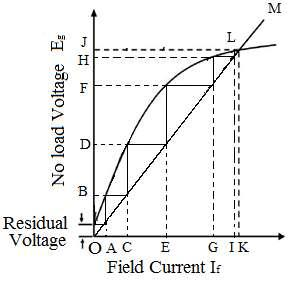 M
L
J
H
F
D
B
No load Voltage Eg
Residual
Voltage
O A C E G I K
Field Current If